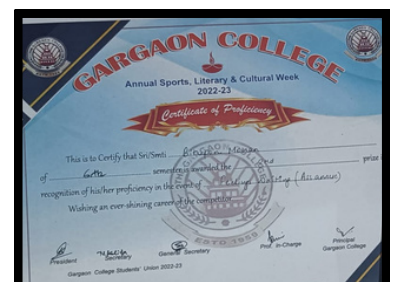 GARGAON COLLEGE
Annual Sports, Literary & Cultural Week
2022-23
Certificate of Proficiency
This is to Certify that Sri/Smti
of 6th semester is awarded the prize
recognition of his/her proficiency in the event of (Assamese)
Wishing an ever-shining career of the competitor.
ESTD 1959
President
Secretary
General Secretary
Prof. In-Charge
Principal
Gargaon College
Gargaon College Students' Union 2022-23